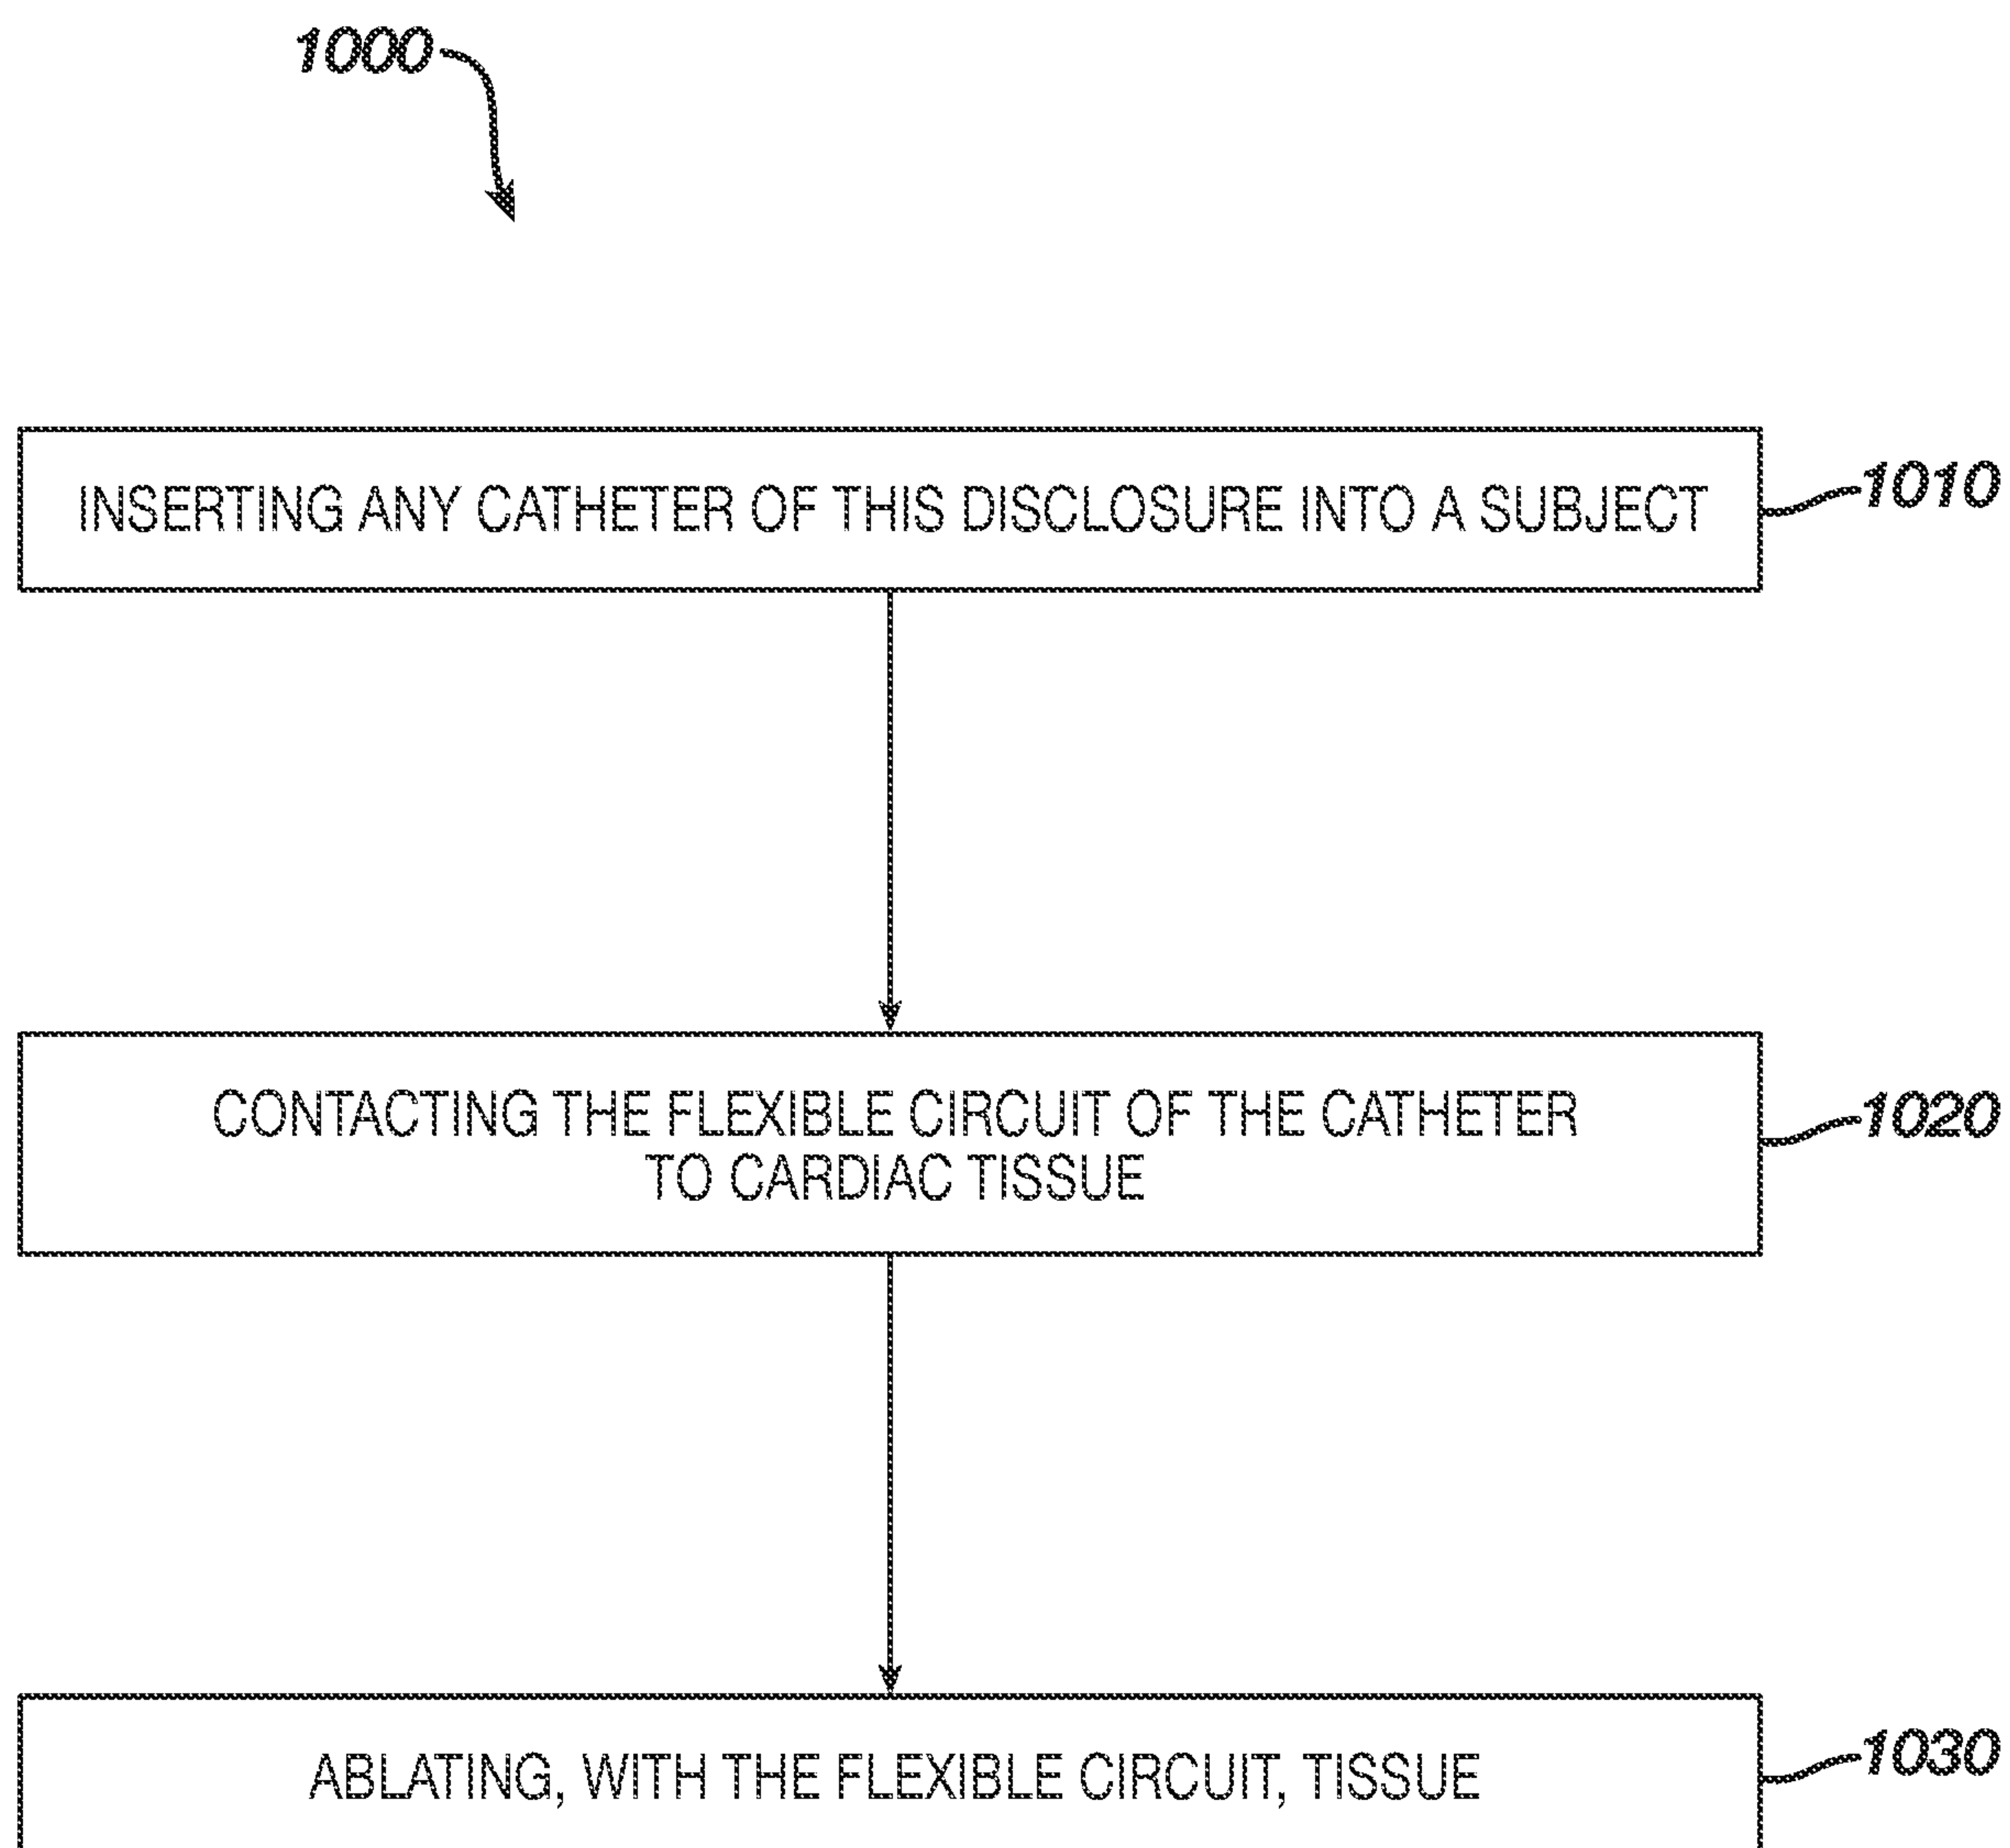 1000
INSERTING ANY CATHETER OF THIS DISCLOSURE INTO A SUBJECT
1010
CONTACTING THE FLEXIBLE CIRCUIT OF THE CATHETER
TO CARDIAC TISSUE
1020
ABLATING, WITH THE FLEXIBLE CIRCUIT, TISSUE
1030